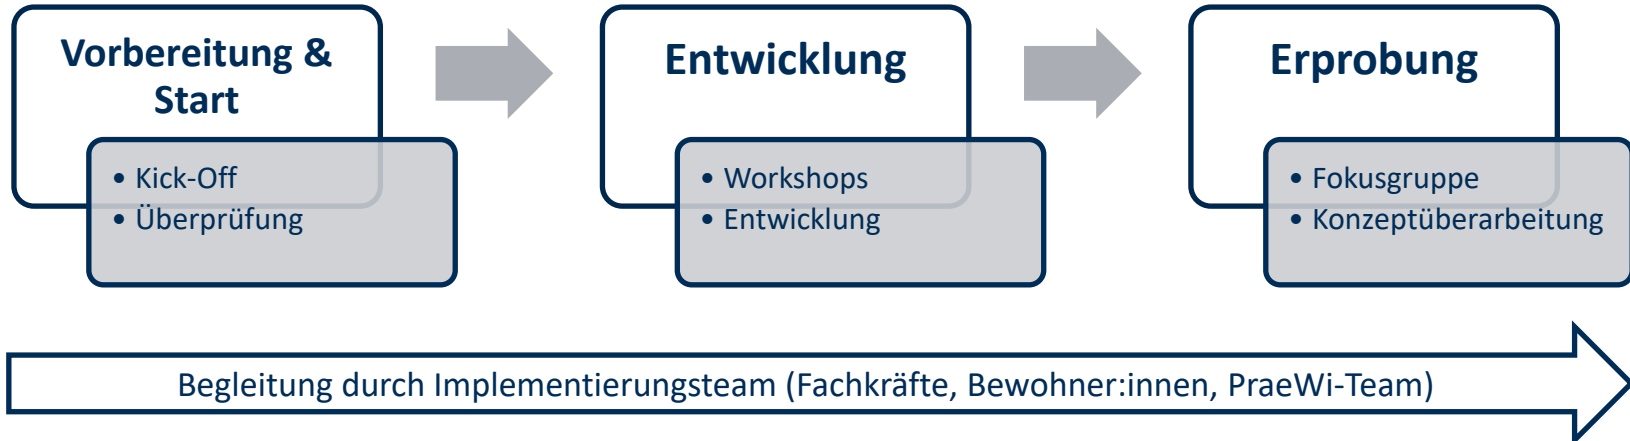 Vorbereitung &
Start
• Kick-Off
• Überprüfung
Entwicklung
• Workshops
• Entwicklung
Erprobung
• Fokusgruppe
• Konzeptüberarbeitung
Begleitung durch Implementierungsteam (Fachkräfte, Bewohner:innen, PraeWi-Team)